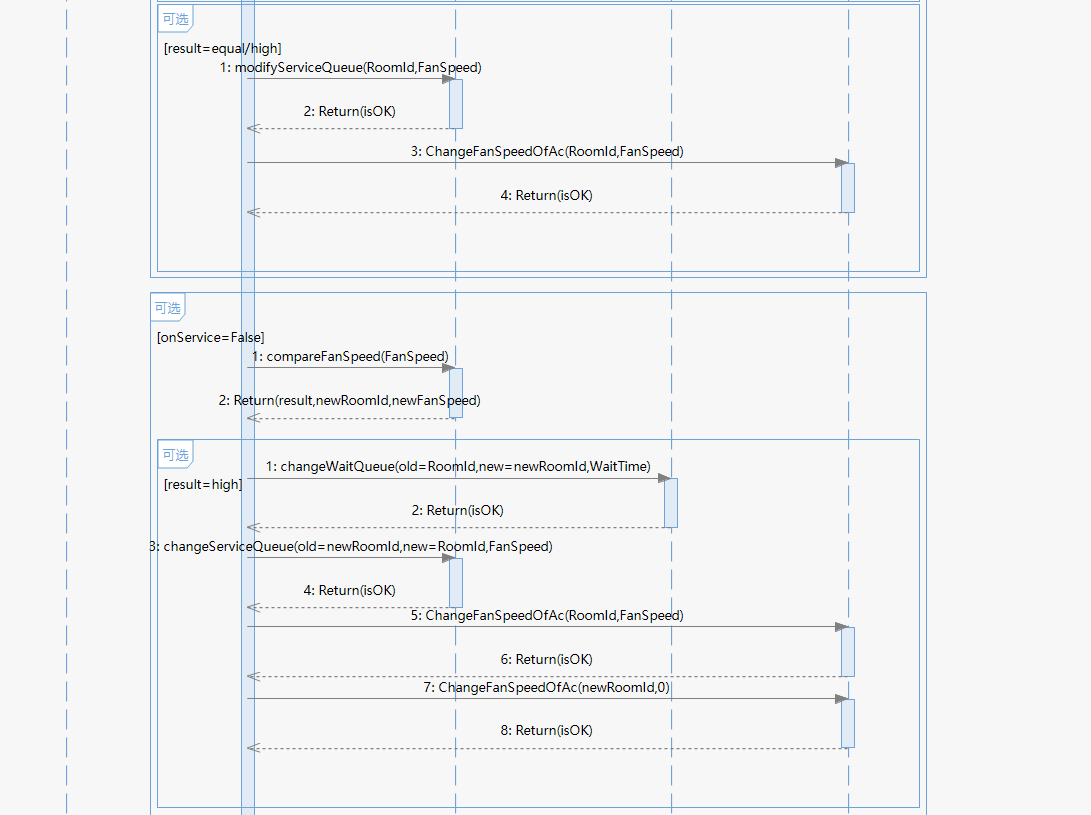 可选
[result=equal/high]
1: modifyServiceQueue(RoomId,FanSpeed)
2: Return(isOK)
3: ChangeFanSpeedOfAc(RoomId,FanSpeed)
4: Return(isOK)
可选
[onService=False]
1: compareFanSpeed(FanSpeed)
2: Return(result,newRoomId,newFanSpeed)
可选
1: changeWaitQueue(old=RoomId,new=newRoomId,WaitTime)
[result=high]
2: Return(isOK)
3: changeServiceQueue(old=newRoomId,new=RoomId,FanSpeed)
4: Return(isOK)
5: ChangeFanSpeedOfAc(RoomId,FanSpeed)
6: Return(isOK)
7: ChangeFanSpeedOfAc(newRoomId,0)
8: Return(isOK)